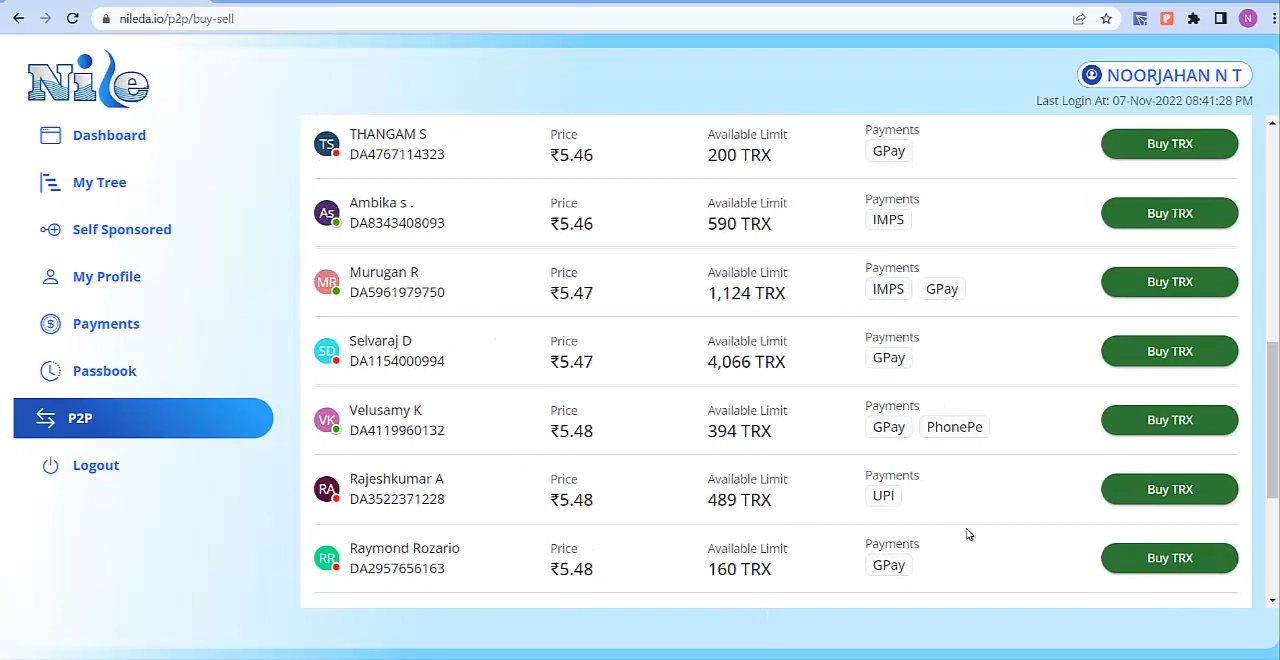 nileda.io/p2p/buy-sell
N
Nile
NOORJAHAN N T
Last Login At: 07-Nov-2022 08:41:28 PM
Dashboard
My Tree
Self Sponsored
My Profile
Payments
Passbook
P2P
Logout
TS THANGAM S Price Available Limit Payments
DA4767114323 ₹5.46 200 TRX GPay Buy TRX
As Ambika s . Price Available Limit Payments
DA8343408093 ₹5.46 590 TRX IMPS Buy TRX
MR Murugan R Price Available Limit Payments
DA5961979750 ₹5.47 1,124 TRX IMPS GPay Buy TRX
SD Selvaraj D Price Available Limit Payments
DA1154000994 ₹5.47 4,066 TRX GPay Buy TRX
VK Velusamy K Price Available Limit Payments
DA4119960132 ₹5.48 394 TRX GPay PhonePe Buy TRX
RA Rajeshkumar A Price Available Limit Payments
DA3522371228 ₹5.48 489 TRX UPI Buy TRX
RR Raymond Rozario Price Available Limit Payments
DA2957656163 ₹5.48 160 TRX GPay Buy TRX